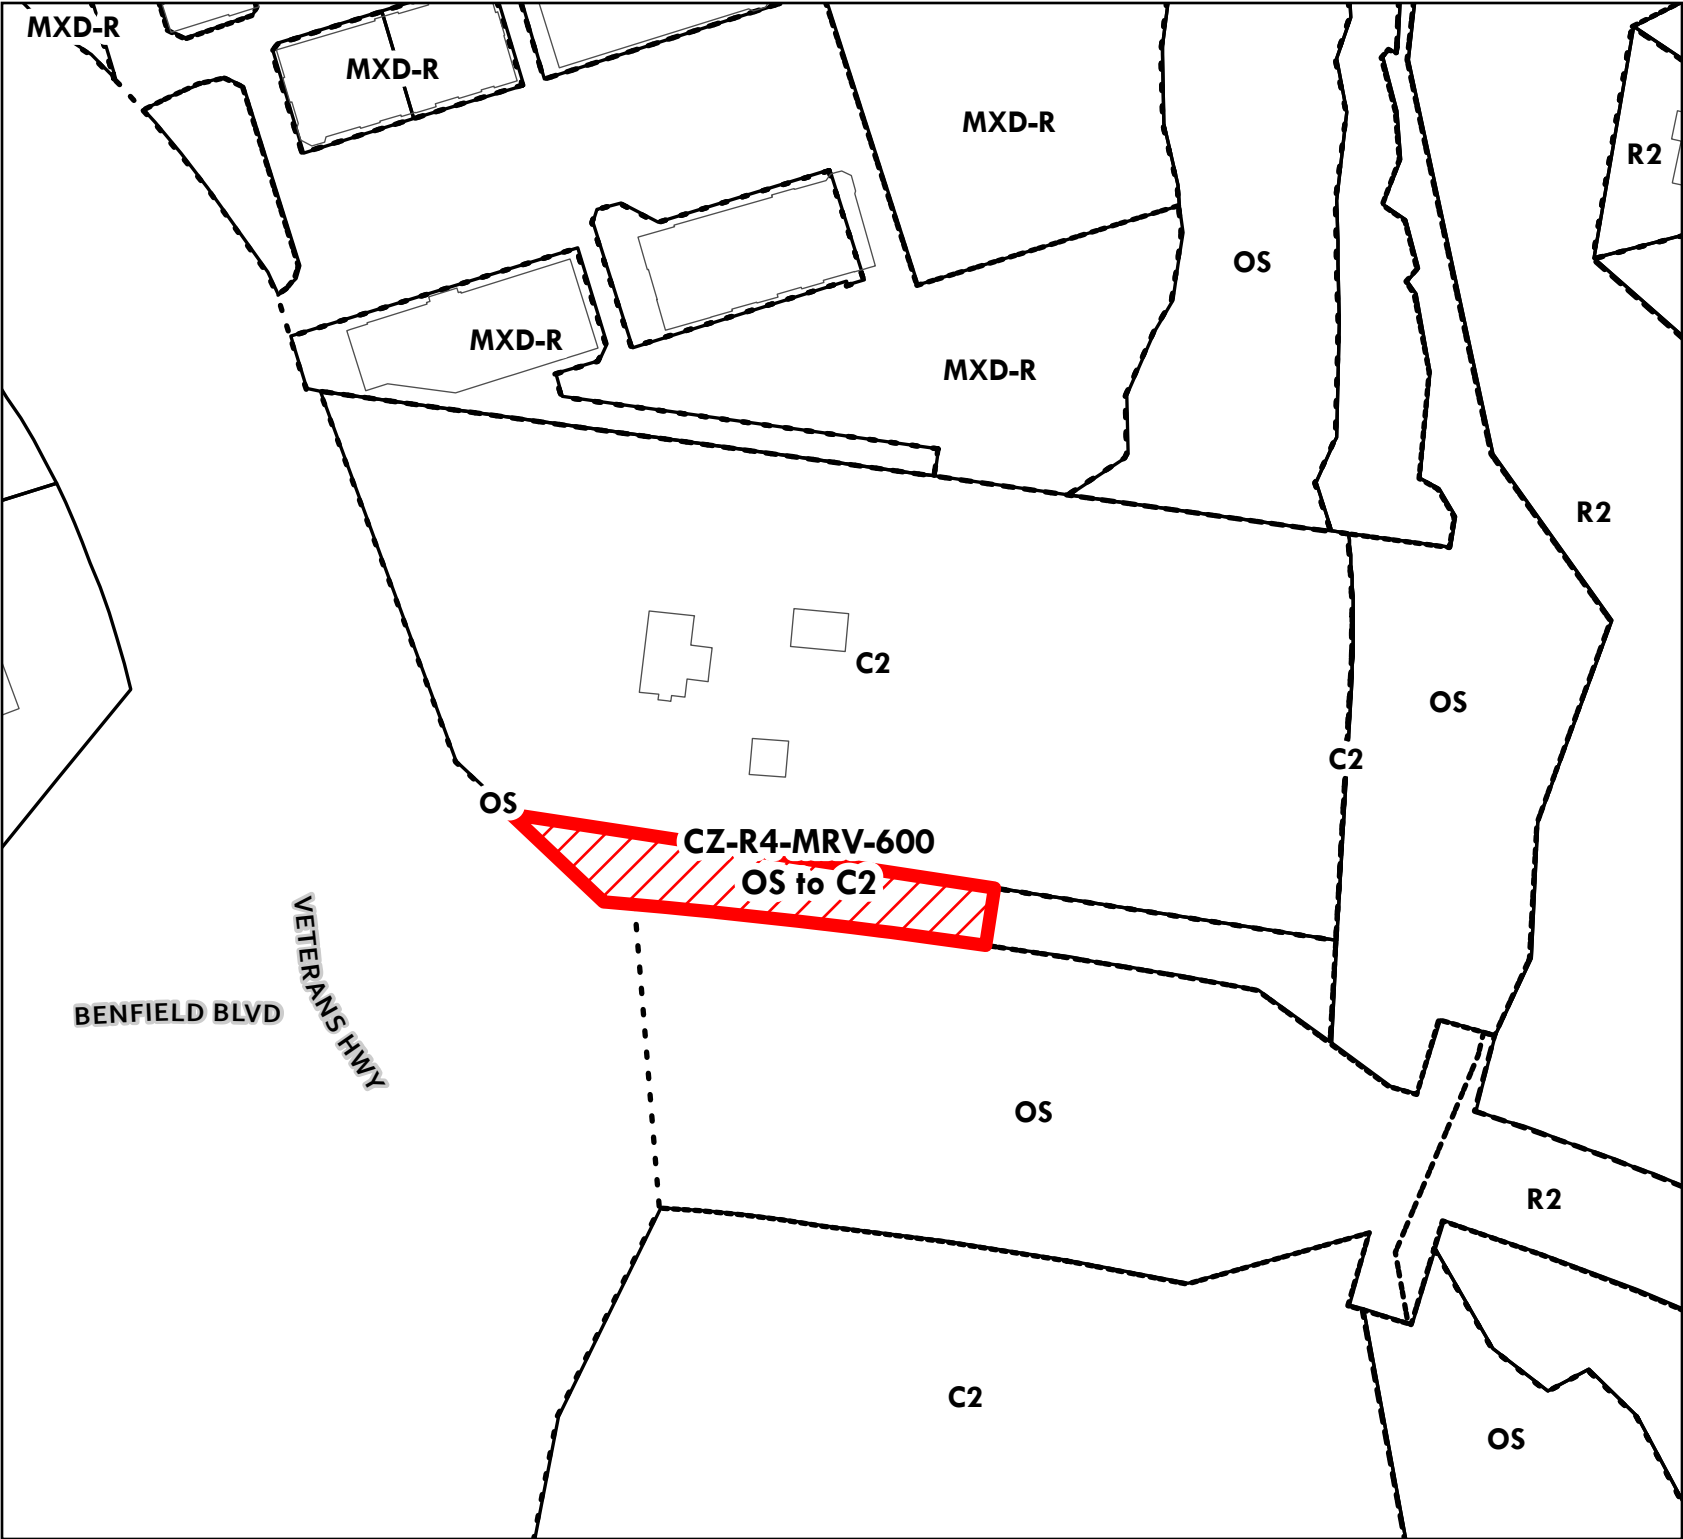 MXD-R
MXD-R
MXD-R
R2
OS
MXD-R
MXD-R
R2
C2
OS
C2
OS
CZ-R4-MRV-600
OS to C2
VETERANS HWY
BENFIELD BLVD
OS
R2
C2
OS